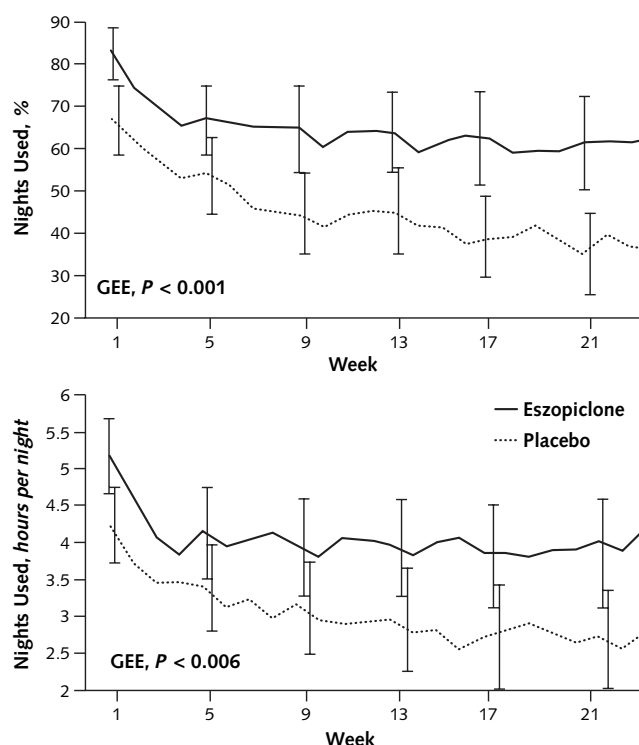 90
80
70
60
50
40
30
20
Nights Used, %
GEE, P < 0.001
1 5 9 13 17 21
Week
6
5.5
5
4.5
4
3.5
3
2.5
2
Nights Used, hours per night
Eszopiclone
Placebo
GEE, P < 0.006
1 5 9 13 17 21
Week